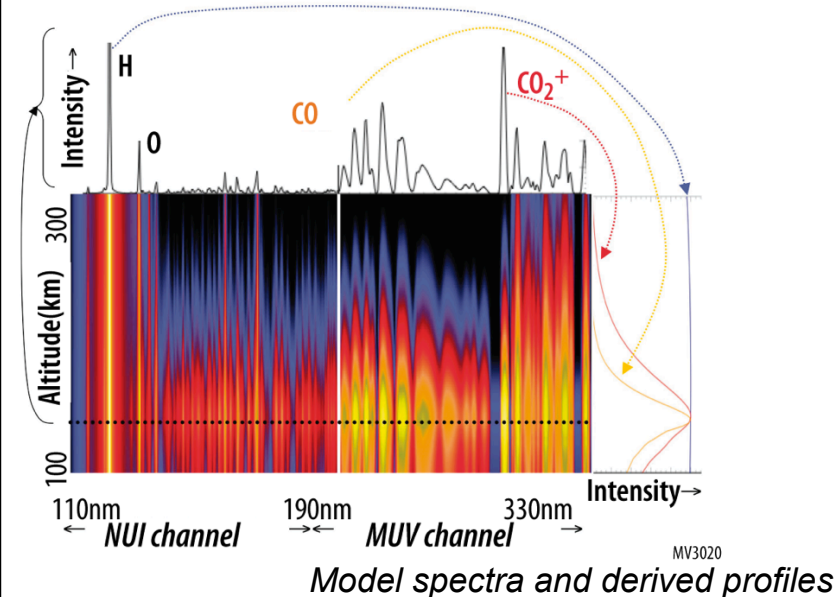 Intensity→
H
O
CO
CO₂⁺
Altitude(km)
300
100
110nm
190nm
330nm
Intensity→
← NUI channel →← MUV channel →
MV3020
Model spectra and derived profiles